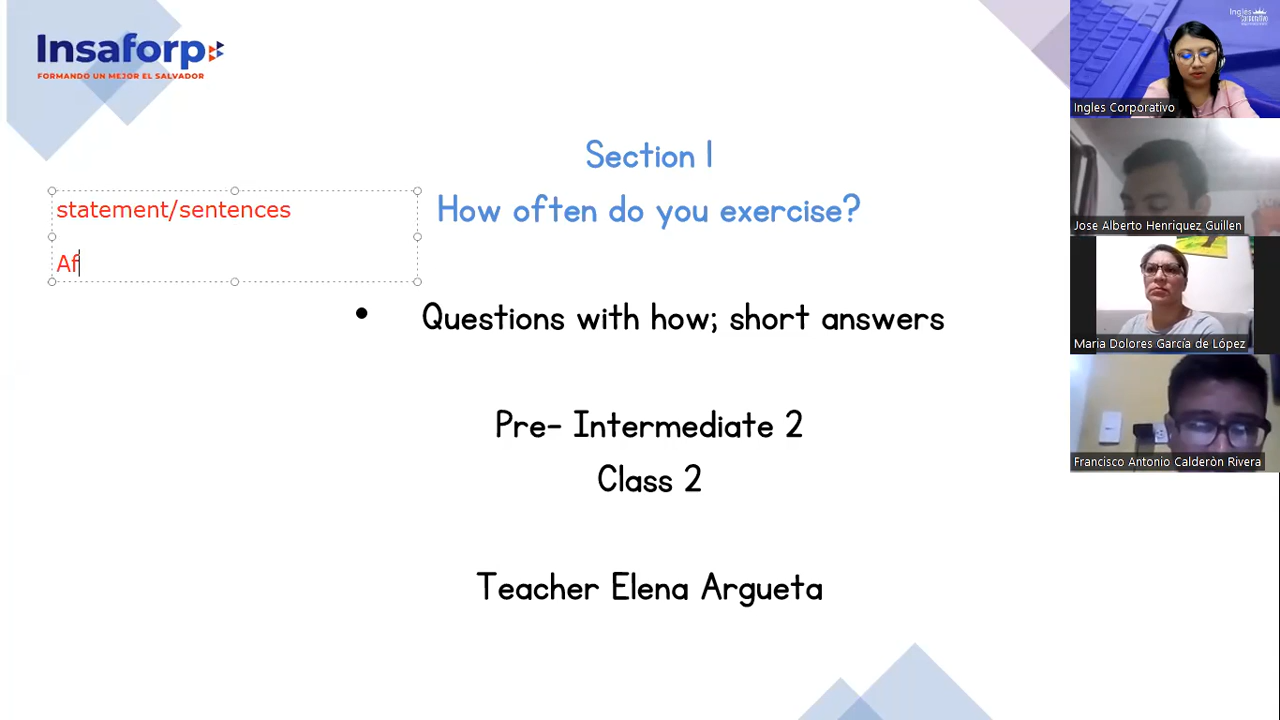 Insaforp
FORMANDO UN MEJOR EL SALVADOR
Section 1
How often do you exercise?
statement/sentences
Af
• Questions with how; short answers
Pre- Intermediate 2
Class 2
Teacher Elena Argueta
Ingles
Ingles Corporativo
Jose Alberto Henriquez Guillen
Maria Dolores García de López
Francisco Antonio Calderòn Rivera